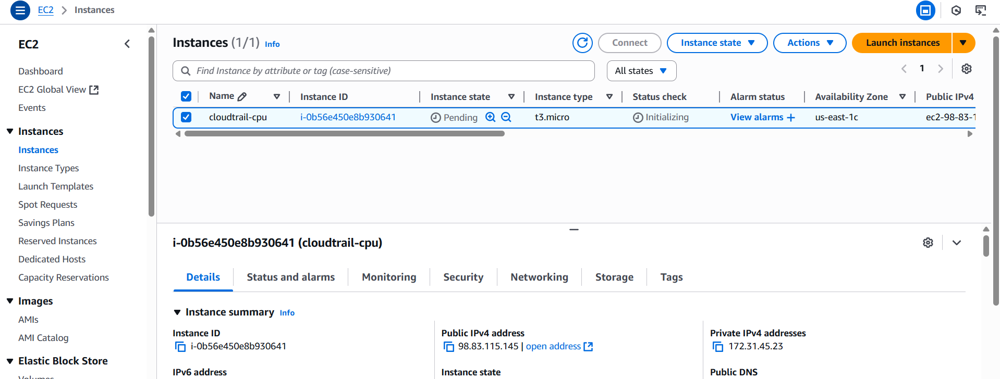 EC2 > Instances
EC2
Dashboard
EC2 Global View
Events
Instances
Instances
Instance Types
Launch Templates
Spot Requests
Savings Plans
Reserved Instances
Dedicated Hosts
Capacity Reservations
Images
AMIs
AMI Catalog
Elastic Block Store
Volumes
Instances (1/1) Info
Connect
Instance state
Actions
Launch instances
Find Instance by attribute or tag (case-sensitive)
All states
1
Name Instance ID Instance state Instance type Status check Alarm status Availability Zone Public IPv4
cloudtrail-cpu i-0b56e450e8b930641 Pending t3.micro Initializing View alarms + us-east-1c ec2-98-83-1
i-0b56e450e8b930641 (cloudtrail-cpu)
Details Status and alarms Monitoring Security Networking Storage Tags
Instance summary Info
Instance ID
i-0b56e450e8b930641
Public IPv4 address
98.83.115.145 | open address
Private IPv4 addresses
172.31.45.23
IPv6 address
Instance state
Public DNS